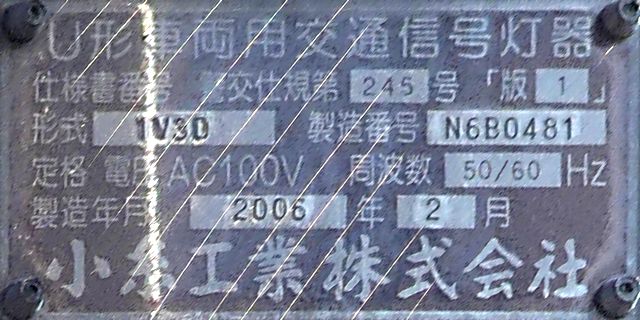 U形車両用交通信号灯器
仕様書番号 警交仕規第 245 号 「版 1 」
形式 1V3D 製造番号 N6B0481
定格 電圧 AC100V 周波数 50/60 Hz
製造年月 2006 年 2 月
小糸工業株式会社